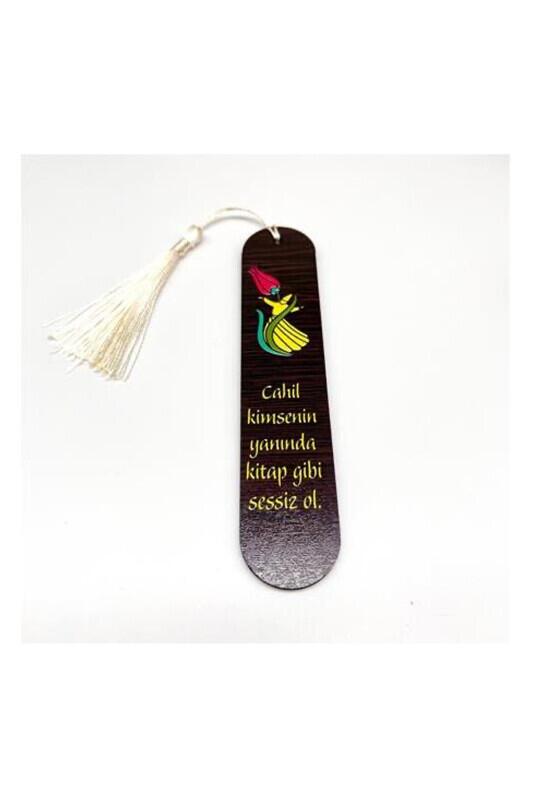 Cahil
kimsenin
yanında
kitap gibi
sessiz ol.